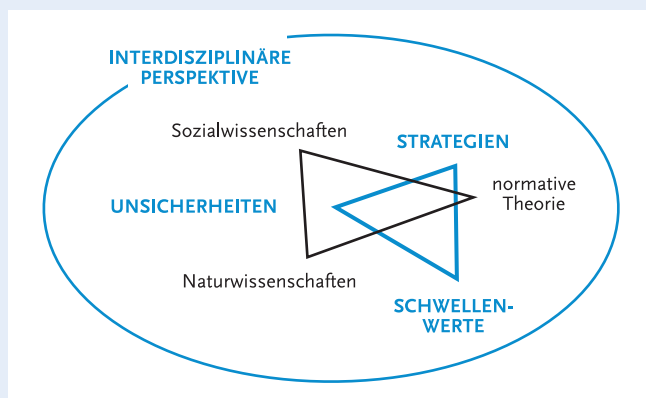 INTERDISZIPLINÄRE
PERSPEKTIVE
Sozialwissenschaften
STRATEGIEN
normative
Theorie
UNSICHERHEITEN
Naturwissenschaften
SCHWELLEN-
WERTE